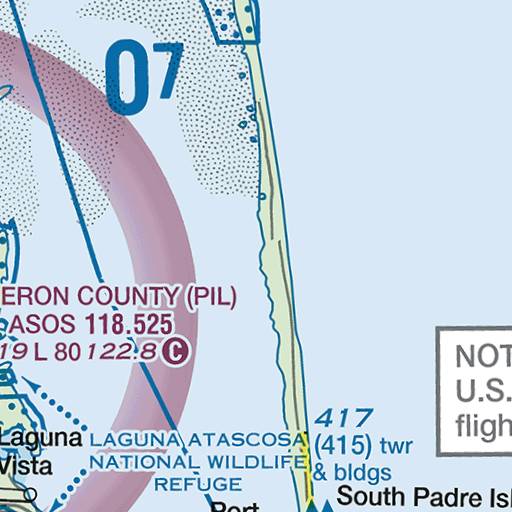 07
ERON COUNTY (PIL)
ASOS 118.525
19 L 80 122.8 C
NOT
U.S.
fligh
417
(415) twr
& bldgs
Laguna
Vista
LAGUNA ATASCOSA
NATIONAL WILDLIFE
REFUGE
South Padre Isl
Port